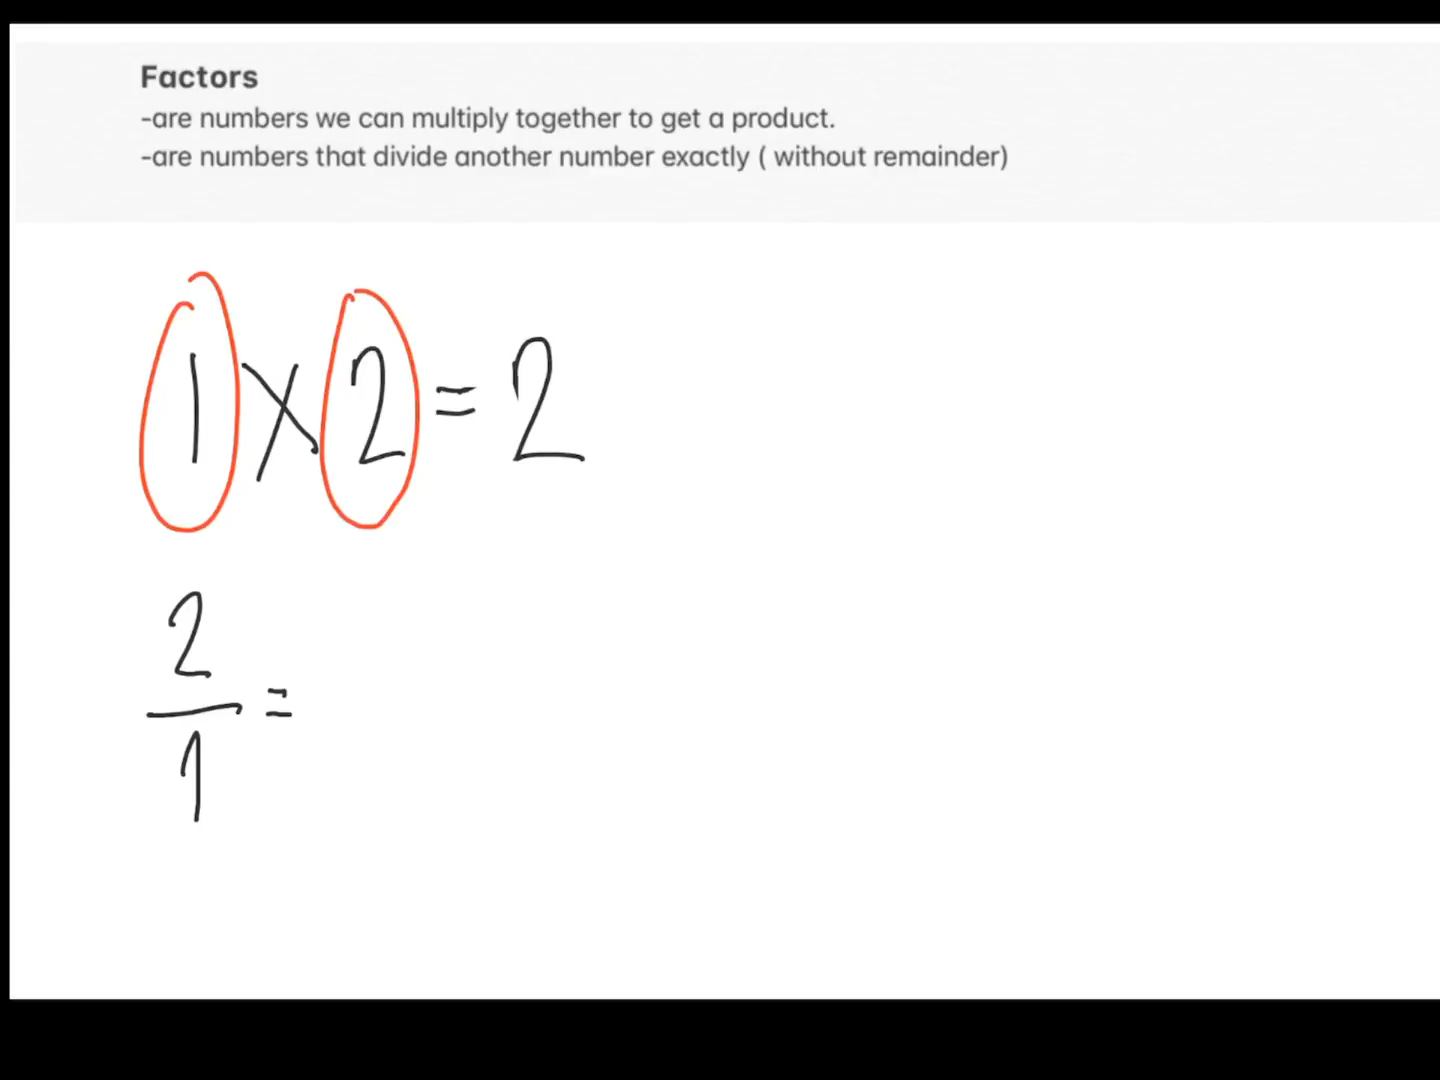 Factors
-are numbers we can multiply together to get a product.
-are numbers that divide another number exactly ( without remainder)
1 X 2 = 2
2
=
1